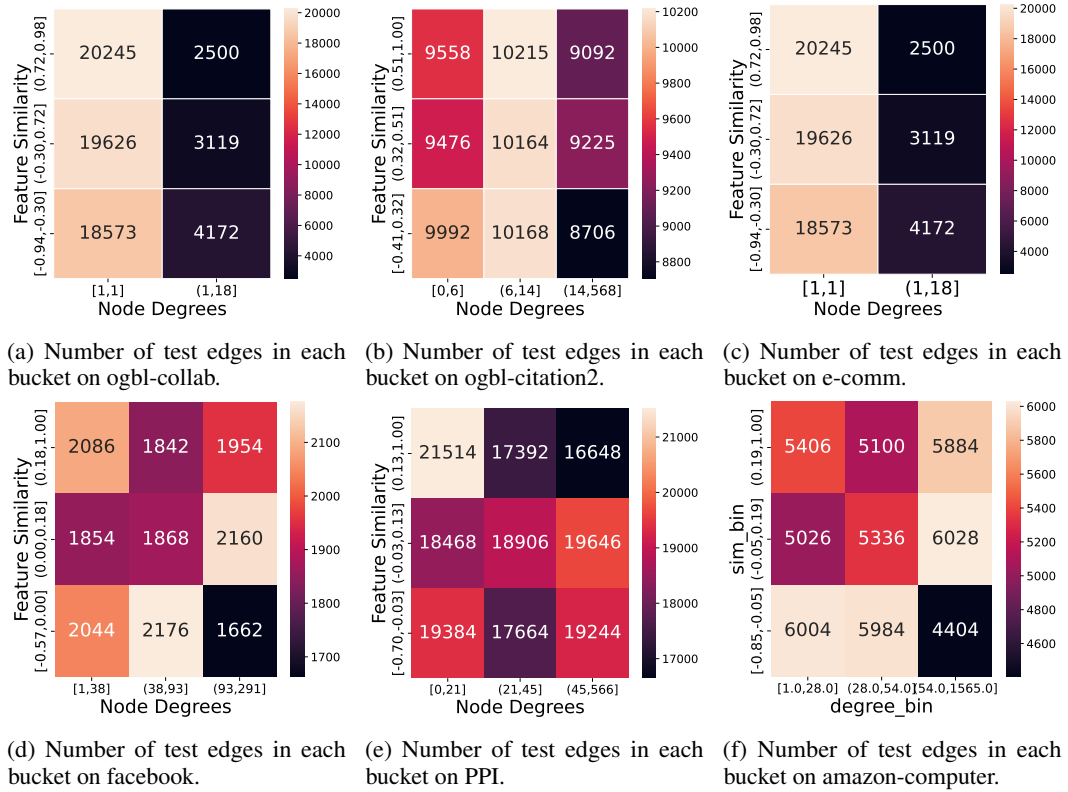 20245 2500
19626 3119
18573 4172
(0.72,0.98]
(-0.30,0.72]
[-0.94,-0.30]
Feature Similarity
[1,1] (1,18]
Node Degrees
20000
18000
16000
14000
12000
10000
8000
6000
4000
(a) Number of test edges in each
bucket on ogbl-collab.
9558 10215 9092
9476 10164 9225
9992 10168 8706
(0.51,1.00]
(0.32,0.51]
[-0.41,0.32]
Feature Similarity
[0,6] (6,14] (14,568]
Node Degrees
10200
10000
9800
9600
9400
9200
9000
8800
(b) Number of test edges in each
bucket on ogbl-citation2.
20245 2500
19626 3119
18573 4172
(0.72,0.98]
(-0.30,0.72]
[-0.94,-0.30]
Feature Similarity
[1,1] (1,18]
Node Degrees
20000
18000
16000
14000
12000
10000
8000
6000
4000
(c) Number of test edges in each
bucket on e-comm.
2086 1842 1954
1854 1868 2160
2044 2176 1662
(0.18,1.00]
(0.00,0.18]
[-0.57,0.00]
Feature Similarity
[1,38] (38,93] (93,291]
Node Degrees
2100
2000
1900
1800
1700
(d) Number of test edges in each
bucket on facebook.
21514 17392 16648
18468 18906 19646
19384 17664 19244
(0.13,1.00]
(-0.03,0.13]
[-0.70,-0.03]
Feature Similarity
[0,21] (21,45] (45,566]
Node Degrees
21000
20000
19000
18000
17000
(e) Number of test edges in each
bucket on PPI.
5406 5100 5884
5026 5336 6028
6004 5984 4404
(0.19,1.00]
(-0.05,0.19]
[-0.85,-0.05]
sim_bin
[1.0,28.0] (28.0,54.0] (54.0,1565.0]
degree_bin
6000
5800
5600
5400
5200
5000
4800
4600
(f) Number of test edges in each
bucket on amazon-computer.